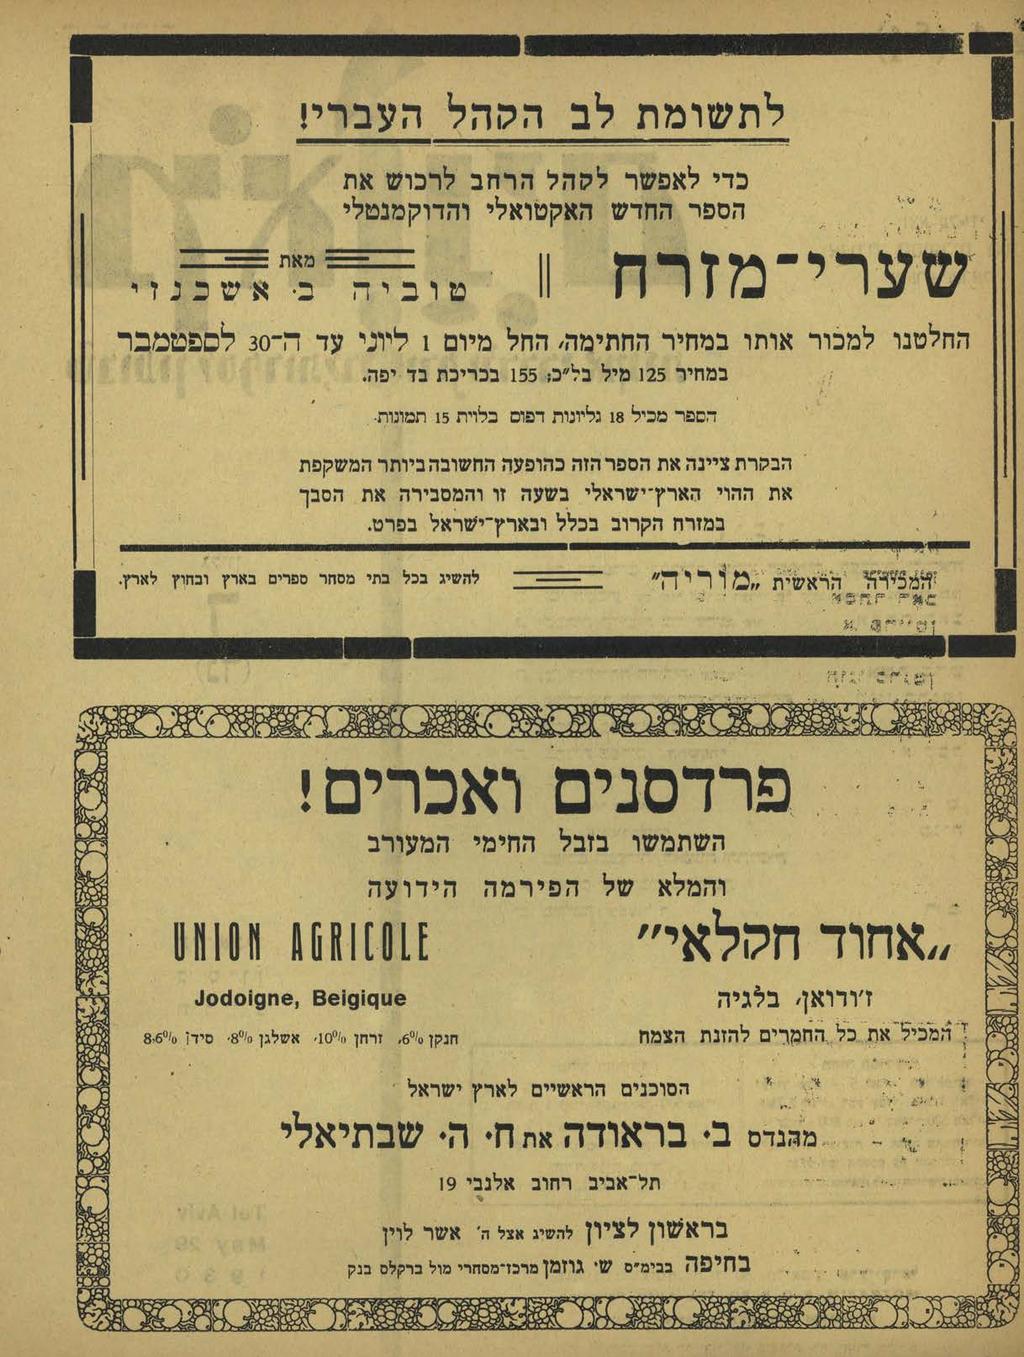 לתשומת לב הקהל העברי!
כדי לאפשר לקהל הרחב לרכוש את
הספר החדש האקטואלי והדוקמנטלי
שערי־מזרח || מאת
טוביה ב. אשכנזי
החלטנו למכור אותו במחיר החתימה, החל מיום 1 ליוני עד ה־30 לספטמבר
במחיר 125 מיל בל"כ; 155 בכריכת בד יפה.
הספר מכיל 18 גליונות דפוס בלוית 15 תמונות.
הבקרת ציינה את הספר הזה כהופעה החשובה ביותר המשקפת
את ההוי הארץ־ישראלי בשעה זו והמסבירה את הסבך
במזרח הקרוב בכלל ובארץ־ישראל בפרט.
המכירה הראשית „מוריה" להשיג בכל בתי מסחר ספרים בארץ ובחוץ לארץ.
פרדסנים ואכרים!
השתמשו בזבל החימי המעורב
והמלא של הפירמה הידועה
„אחוד חקלאי" UNION AGRICOLE
ז'ודואן, בלגיה Jodoigne, Belgique
המכיל את כל החמרים להזנת הצמח חנקן 6%, זרחן 10%, אשלגן 8%, סידן 8,6%
הסוכנים הראשיים לארץ ישראל
מהנדס ב. בראודה את ח. ה. שבתיאלי
תל־אביב רחוב אלנבי 19
בראשון לציון להשיג אצל ה' אשר לוין
בחיפה בבימ"ס ש. גוזמן מרכז־מסחרי מול ברקלס בנק